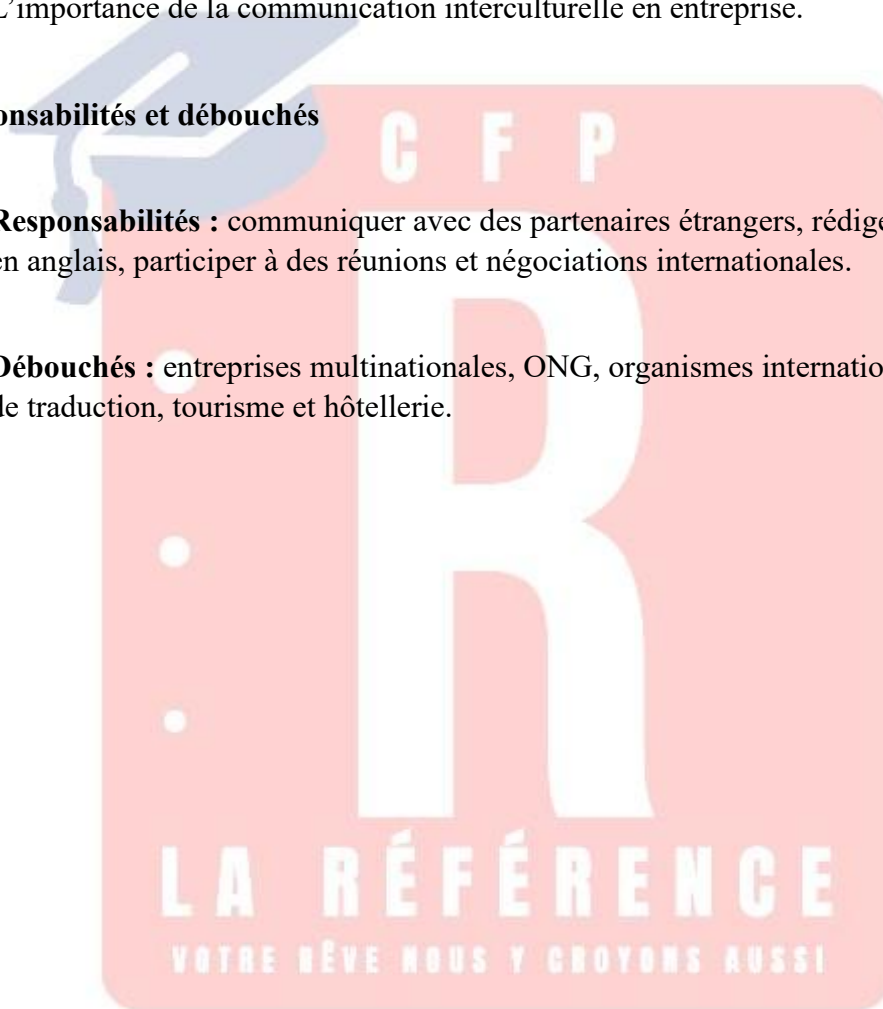 L’importance de la communication interculturelle en entreprise.
onsabilités et débouchés
C F P
Responsabilités : communiquer avec des partenaires étrangers, rédige
en anglais, participer à des réunions et négociations internationales.
Débouchés : entreprises multinationales, ONG, organismes internatio
de traduction, tourisme et hôtellerie.
R
LA RÉFÉRENCE
VOTRE RÊVE NOUS Y CROYONS AUSSI